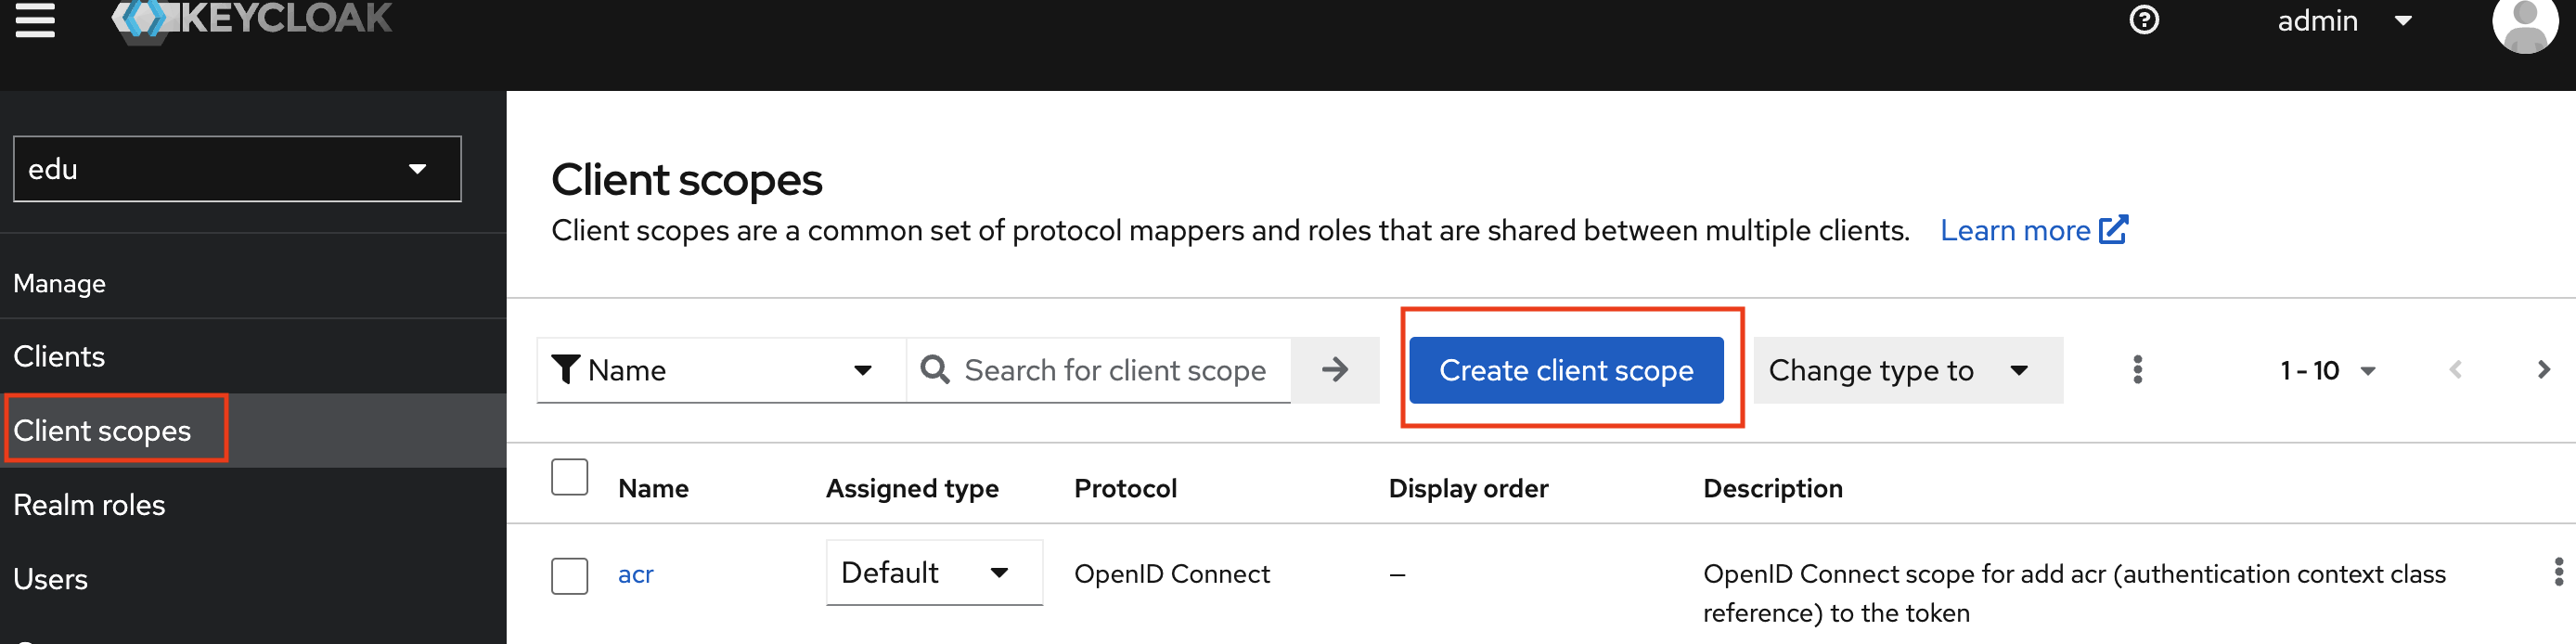 KEYCLOAK
admin
edu
Manage
Clients
Client scopes
Realm roles
Users
Client scopes
Client scopes are a common set of protocol mappers and roles that are shared between multiple clients. Learn more
Name
Search for client scope
Create client scope
Change type to
1 - 10
Name Assigned type Protocol Display order Description
acr Default OpenID Connect – OpenID Connect scope for add acr (authentication context class
reference) to the token